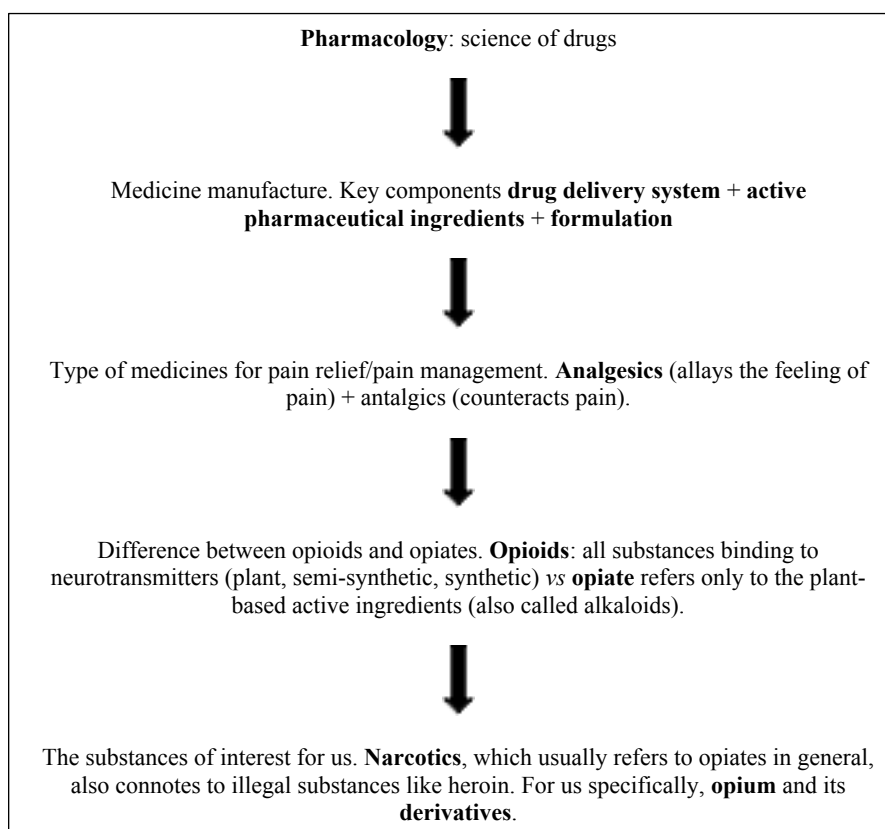 Pharmacology: science of drugs
Medicine manufacture. Key components drug delivery system + active
pharmaceutical ingredients + formulation
Type of medicines for pain relief/pain management. Analgesics (allays the feeling of
pain) + antalgics (counteracts pain).
Difference between opioids and opiates. Opioids: all substances binding to
neurotransmitters (plant, semi-synthetic, synthetic) vs opiate refers only to the plant-
based active ingredients (also called alkaloids).
The substances of interest for us. Narcotics, which usually refers to opiates in general,
also connotes to illegal substances like heroin. For us specifically, opium and its
derivatives.